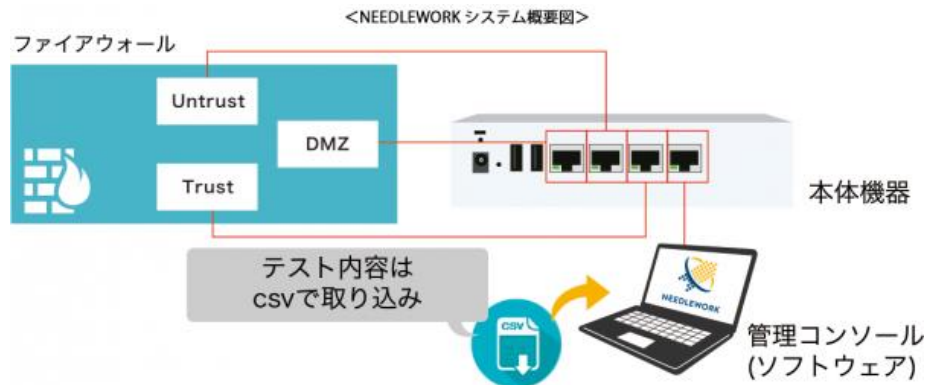 ＜NEEDLEWORK システム概要図＞
ファイアウォール
Untrust
DMZ
Trust
本体機器
テスト内容は
csvで取り込み
CSV
NEEDLEWORK
管理コンソール
(ソフトウェア)